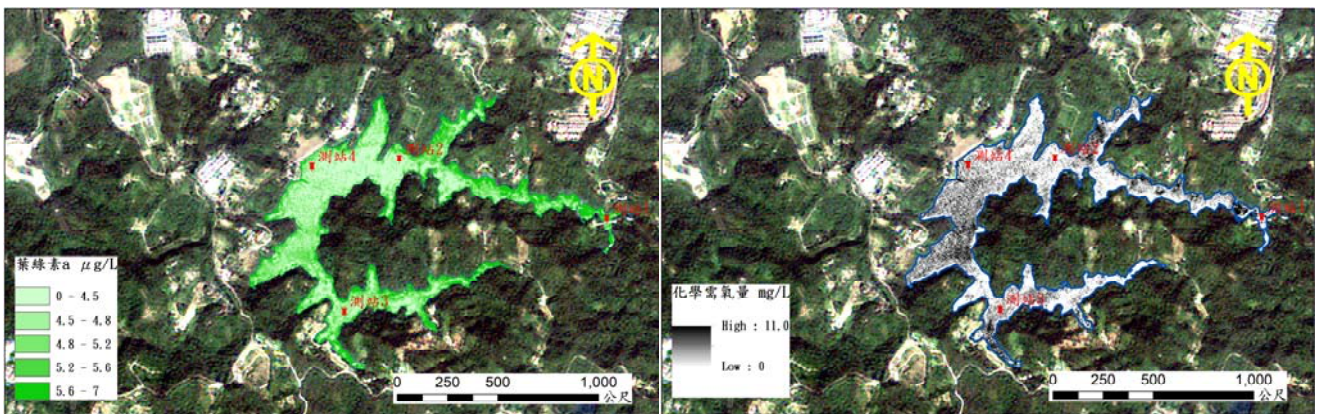 N
測站4
測站2
測站3
葉綠素a μg/L
0 - 4.5
4.5 - 4.8
4.8 - 5.2
5.2 - 5.6
5.6 - 7
0 250 500 1,000
公尺
N
測站4
化學需氧量 mg/L
High : 11.0
Low : 0
0 250 500 1,000
公尺